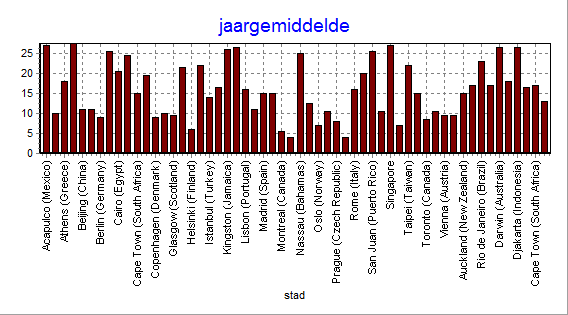 jaargemiddelde
25
20
15
10
5
0
Acapulco (Mexico)
Athens (Greece)
Beijing (China)
Berlin (Germany)
Cairo (Egypt)
Cape Town (South Africa)
Copenhagen (Denmark)
Glasgow (Scotland)
Helsinki (Finland)
Istanbul (Turkey)
Kingston (Jamaica)
Lisbon (Portugal)
Madrid (Spain)
Montreal (Canada)
Nassau (Bahamas)
Oslo (Norway)
Prague (Czech Republic)
Rome (Italy)
San Juan (Puerto Rico)
Singapore
Taipei (Taiwan)
Toronto (Canada)
Vienna (Austria)
Auckland (New Zealand)
Rio de Janeiro (Brazil)
Darwin (Australia)
Djakarta (Indonesia)
Cape Town (South Africa)
stad